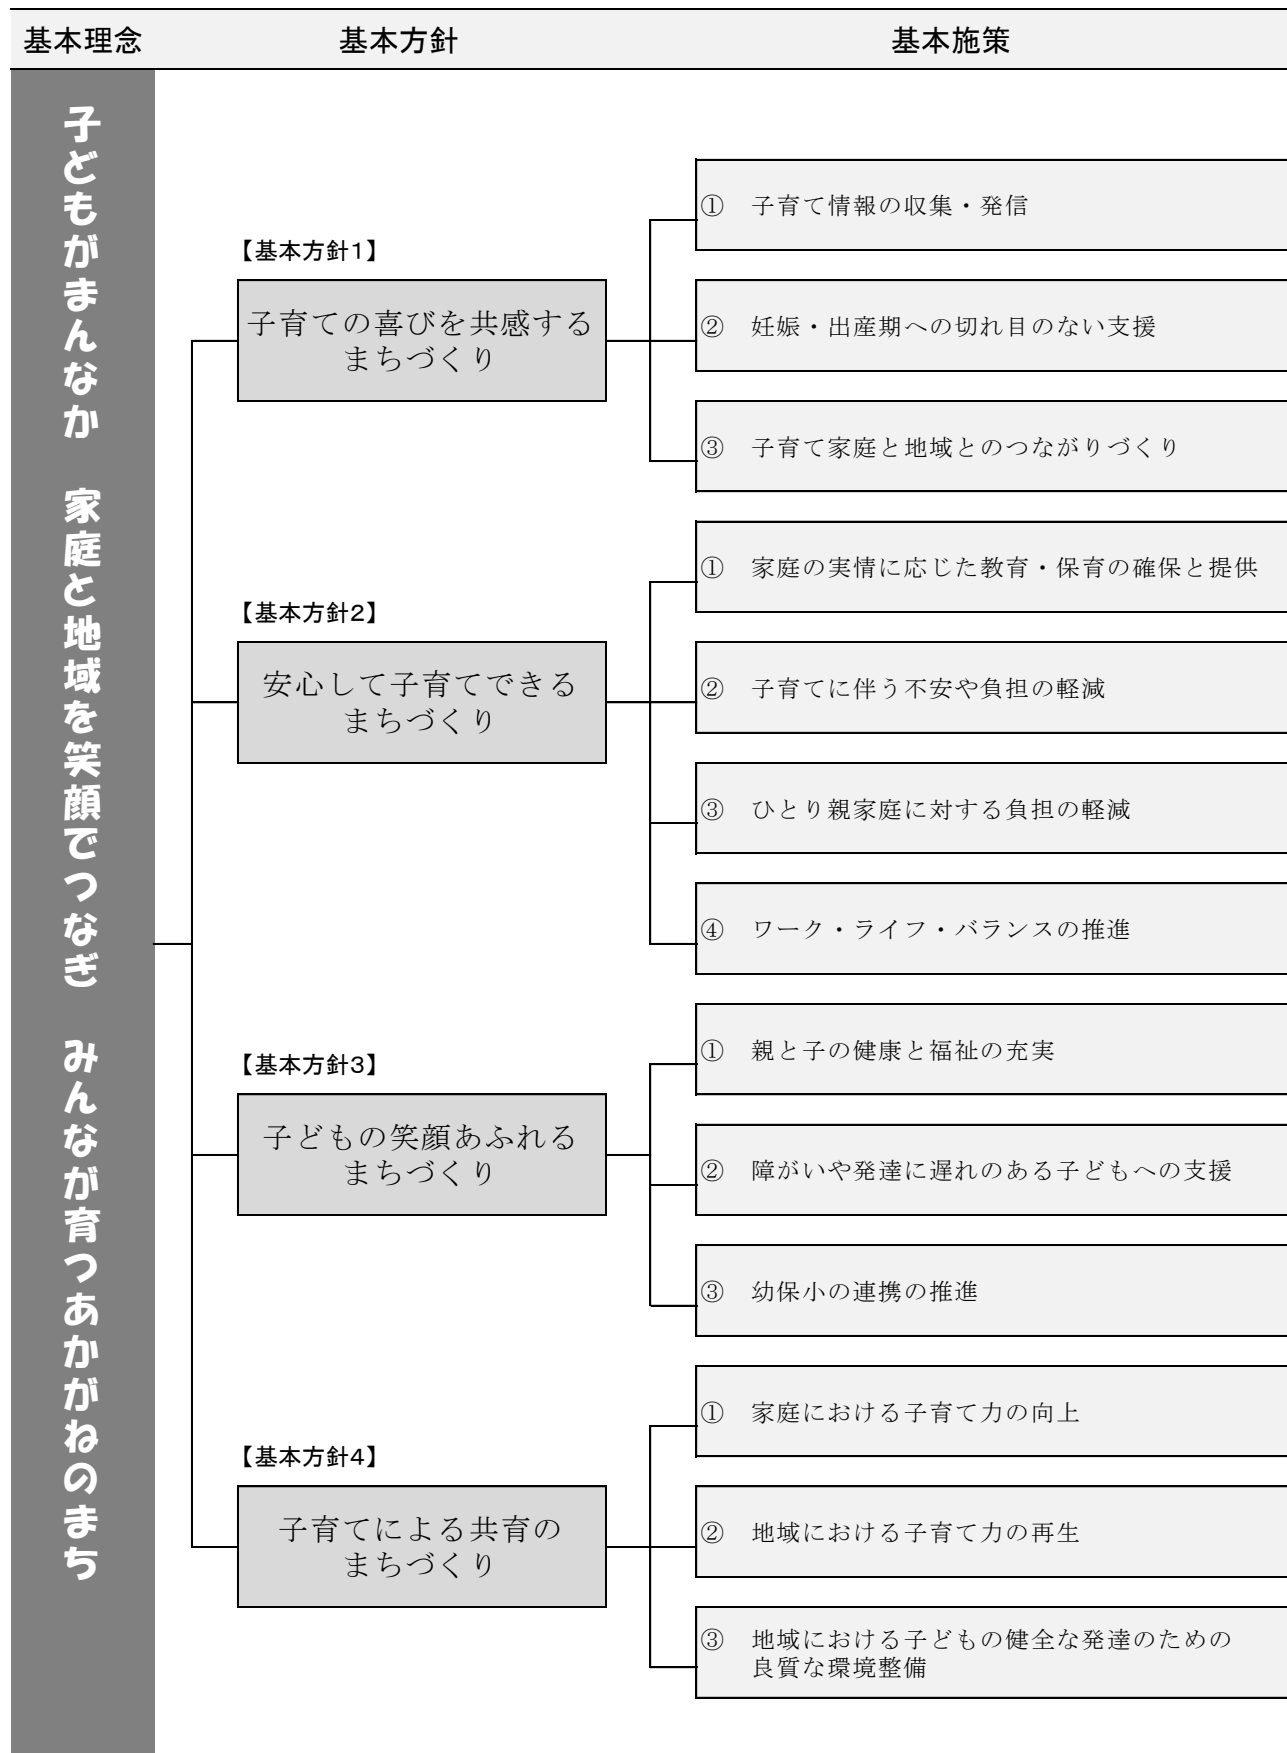 基本理念 基本方針 基本施策
子どもがまんなか 家庭と地域を笑顔でつなぎ みんなが育つあかがねのまち
【基本方針1】
子育ての喜びを共感する
まちづくり
① 子育て情報の収集・発信
② 妊娠・出産期への切れ目のない支援
③ 子育て家庭と地域とのつながりづくり
【基本方針2】
安心して子育てできる
まちづくり
① 家庭の実情に応じた教育・保育の確保と提供
② 子育てに伴う不安や負担の軽減
③ ひとり親家庭に対する負担の軽減
④ ワーク・ライフ・バランスの推進
【基本方針3】
子どもの笑顔あふれる
まちづくり
① 親と子の健康と福祉の充実
② 障がいや発達に遅れのある子どもへの支援
③ 幼保小の連携の推進
【基本方針4】
子育てによる共育の
まちづくり
① 家庭における子育て力の向上
② 地域における子育て力の再生
③ 地域における子どもの健全な発達のための
良質な環境整備